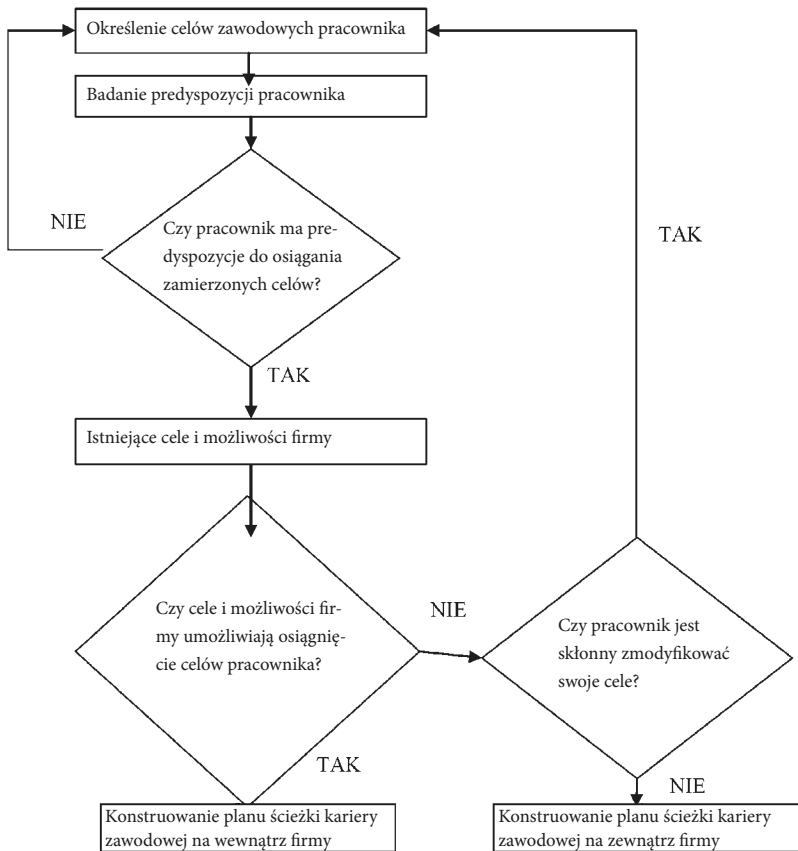 Określenie celów zawodowych pracownika
Badanie predyspozycji pracownika
NIE
Czy pracownik ma pre-
dyspozycje do osiągania
zamierzonych celów?
TAK
TAK
Istniejące cele i możliwości firmy
Czy cele i możliwości fir-
my umożliwiają osiągnię-
cie celów pracownika?
NIE
Czy pracownik jest
skłonny zmodyfikować
swoje cele?
TAK
NIE
Konstruowanie planu ścieżki kariery
zawodowej na wewnątrz firmy
Konstruowanie planu ścieżki kariery
zawodowej na zewnątrz firmy